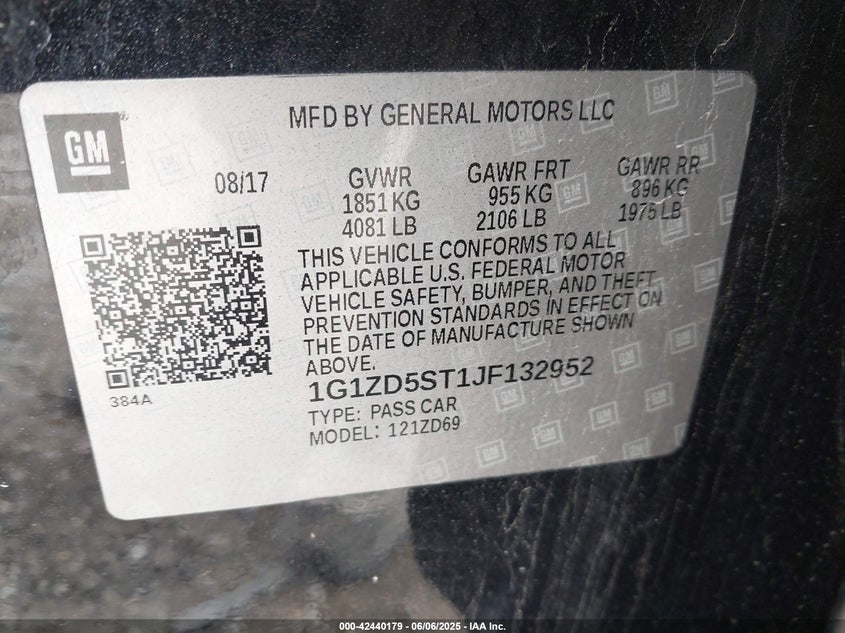 GM
MFD BY GENERAL MOTORS LLC
08/17
GVWR
1851 KG
4081 LB
GAWR FRT
955 KG
2106 LB
GAWR RR
896 KG
1975 LB
THIS VEHICLE CONFORMS TO ALL
APPLICABLE U.S. FEDERAL MOTOR
VEHICLE SAFETY, BUMPER, AND THEFT
PREVENTION STANDARDS IN EFFECT ON
THE DATE OF MANUFACTURE SHOWN
ABOVE.
1G1ZD5ST1JF132952
TYPE: PASS CAR
MODEL: 121ZD69
384A
000-42440179 - 06/06/2025 - IAA Inc.